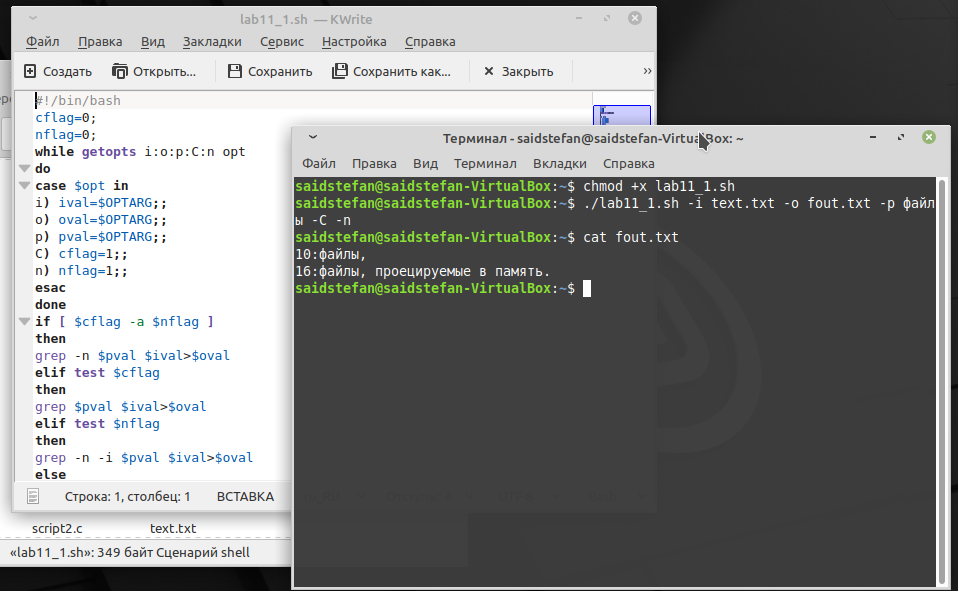 lab11_1.sh — KWrite
Файл Правка Вид Закладки Сервис Настройка Справка
Создать Открыть... Сохранить Сохранить как... Закрыть »
#!/bin/bash
cflag=0;
nflag=0;
while getopts i:o:p:C:n opt
do
case $opt in
i) ival=$OPTARG;;
o) oval=$OPTARG;;
p) pval=$OPTARG;;
C) cflag=1;;
n) nflag=1;;
esac
done
if [ $cflag -a $nflag ]
then
grep -n $pval $ival>$oval
elif test $cflag
then
grep $pval $ival>$oval
elif test $nflag
then
grep -n -i $pval $ival>$oval
else
Строка: 1, столбец: 1 ВСТАВКА
script2.c text.txt
«lab11_1.sh»: 349 байт Сценарий shell
Терминал - saidstefan@saidstefan-VirtualBox: ~
Файл Правка Вид Терминал Вкладки Справка
saidstefan@saidstefan-VirtualBox:~$ chmod +x lab11_1.sh
saidstefan@saidstefan-VirtualBox:~$ ./lab11_1.sh -i text.txt -o fout.txt -p файл
ы -C -n
saidstefan@saidstefan-VirtualBox:~$ cat fout.txt
10:файлы,
16:файлы, проецируемые в память.
saidstefan@saidstefan-VirtualBox:~$